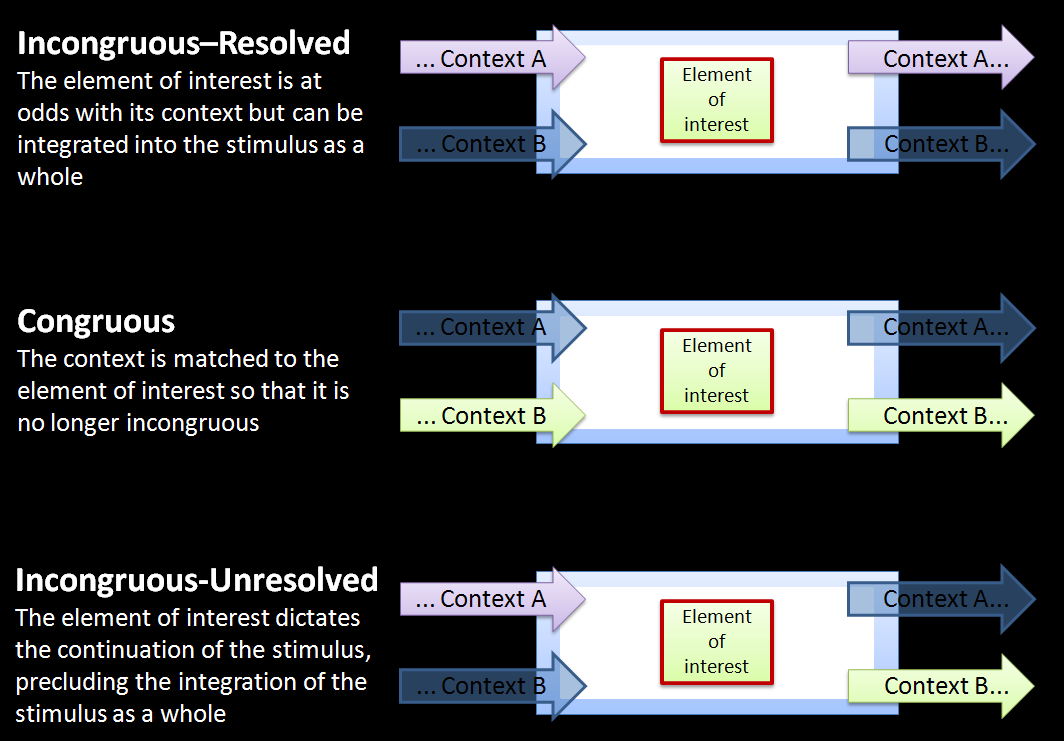 Incongruous–Resolved
The element of interest is at
odds with its context but can be
integrated into the stimulus as a
whole
... Context A
... Context B
Element
of
interest
Context A...
Context B...
Congruous
The context is matched to the
element of interest so that it is
no longer incongruous
... Context A
... Context B
Element
of
interest
Context A...
Context B...
Incongruous-Unresolved
The element of interest dictates
the continuation of the stimulus,
precluding the integration of the
stimulus as a whole
... Context A
... Context B
Element
of
interest
Context A...
Context B...